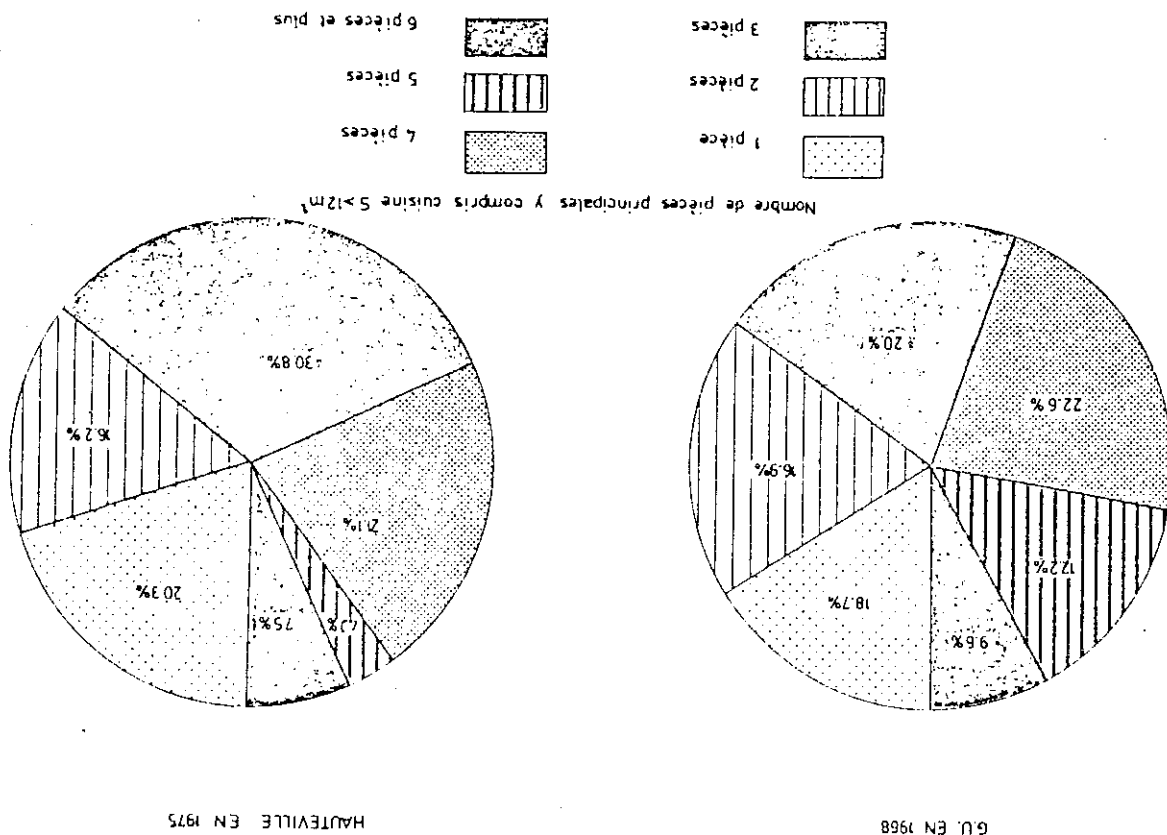 G.U. EN 1968
HAUTEVILLE EN 1975
9.6%
18.7%
12.2%
16.9%
22.6%
20%
7.5%
20.3%
21.1%
16.2%
30.8%
Nombre de pièces principales y compris cuisine S>12m²
1 pièce
2 pièces
3 pièces
4 pièces
5 pièces
6 pièces et plus